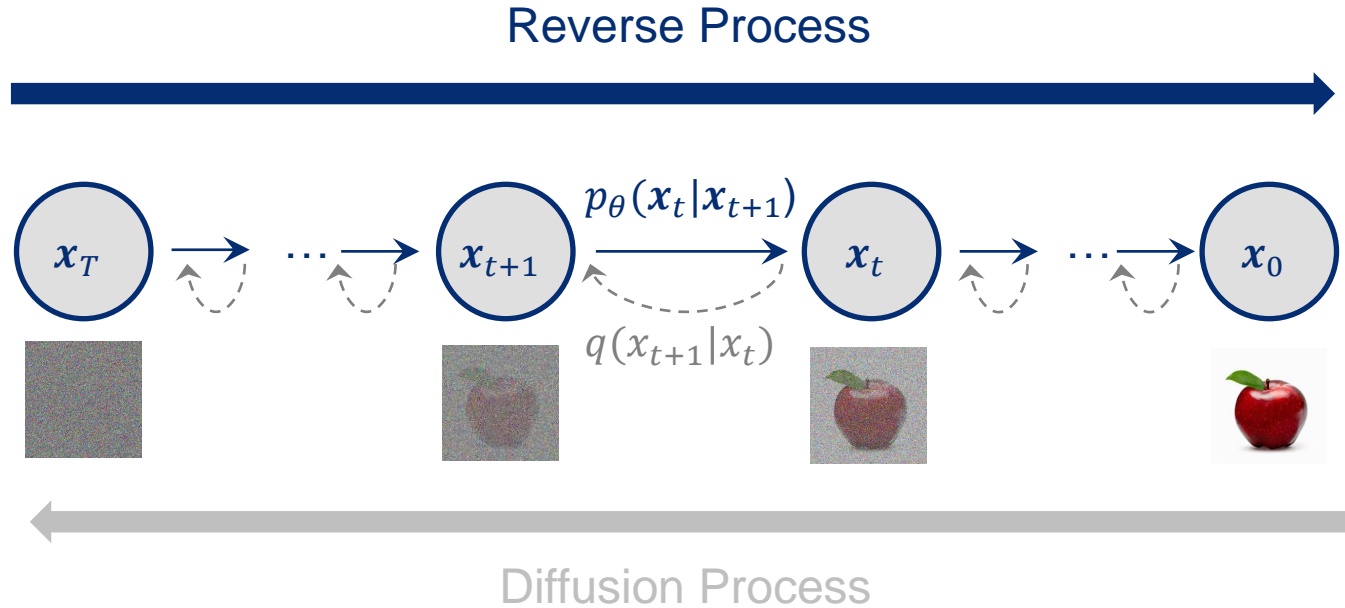 Reverse Process
p_θ(𝒙_t|𝒙_{t+1})
𝒙_T ... 𝒙_{t+1} 𝒙_t ... 𝒙_0
q(x_{t+1}|x_t)
Diffusion Process